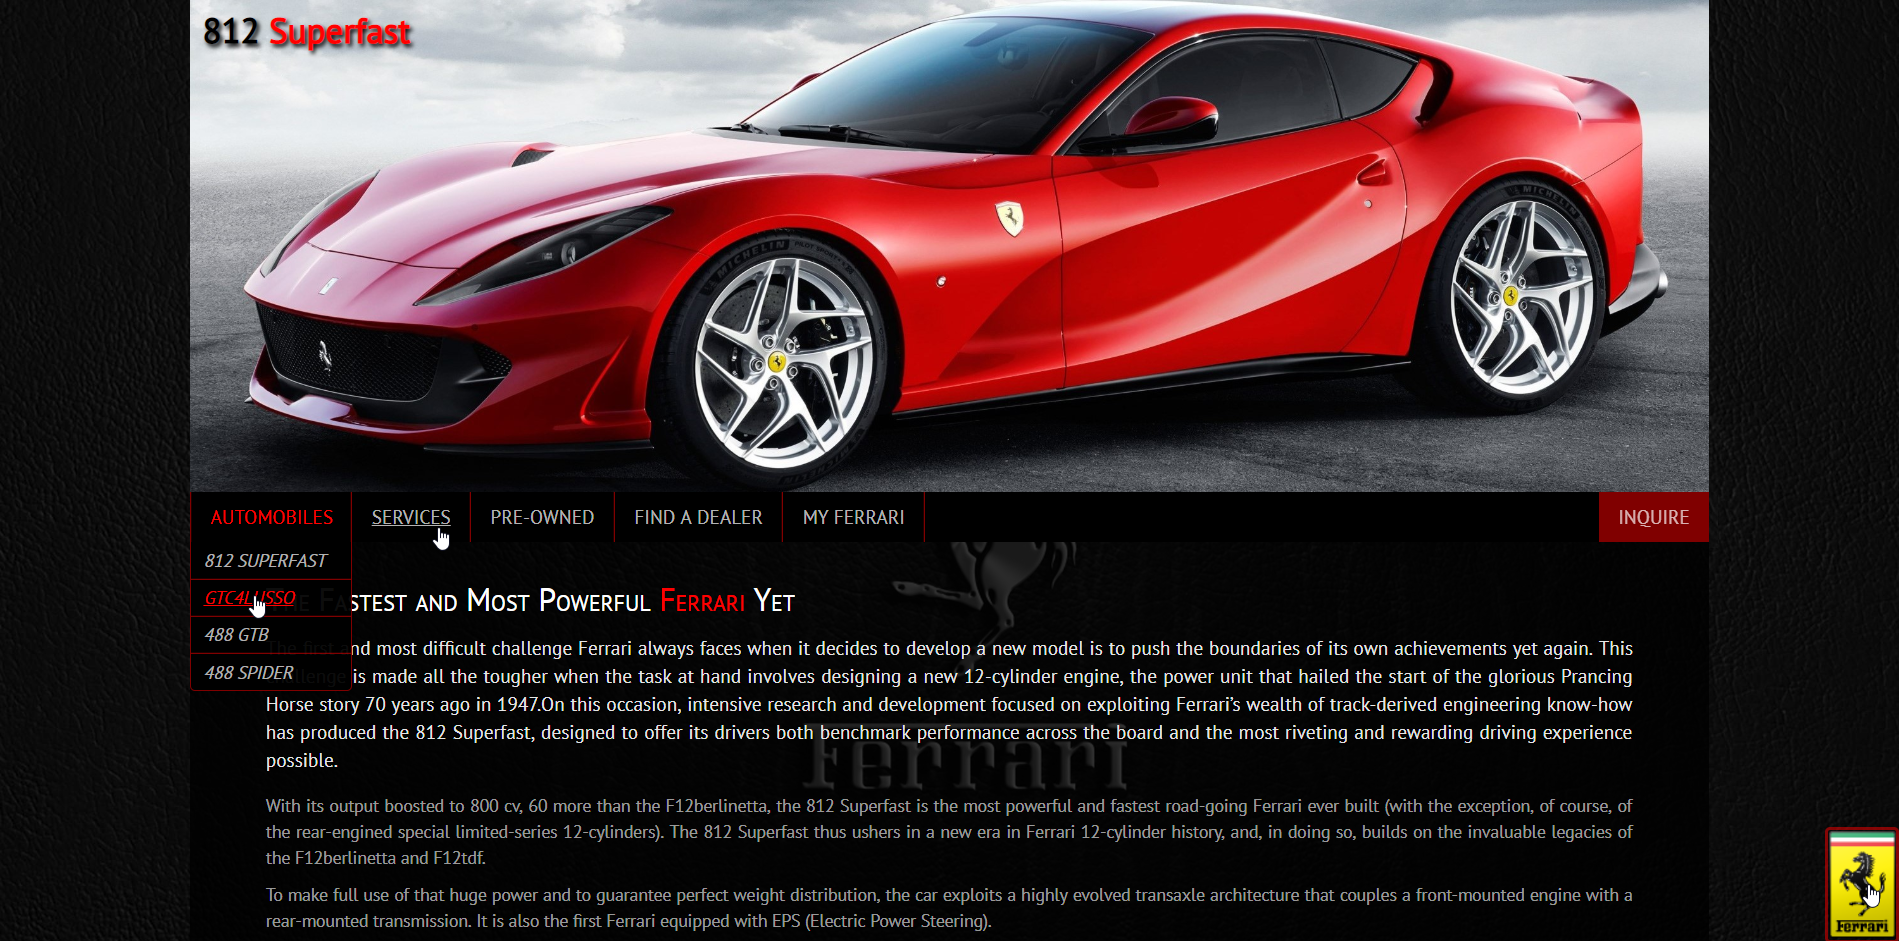 812 Superfast
MICHELIN PILOT SPORT
MICHELIN
AUTOMOBILES SERVICES PRE-OWNED FIND A DEALER MY FERRARI INQUIRE
812 SUPERFAST
GTC4LUSSO
488 GTB
488 SPIDER
The Fastest and Most Powerful Ferrari Yet
The first and most difficult challenge Ferrari always faces when it decides to develop a new model is to push the boundaries of its own achievements yet again. This
challenge is made all the tougher when the task at hand involves designing a new 12-cylinder engine, the power unit that hailed the start of the glorious Prancing
Horse story 70 years ago in 1947.On this occasion, intensive research and development focused on exploiting Ferrari’s wealth of track-derived engineering know-how
has produced the 812 Superfast, designed to offer its drivers both benchmark performance across the board and the most riveting and rewarding driving experience
possible.
Ferrari
With its output boosted to 800 cv, 60 more than the F12berlinetta, the 812 Superfast is the most powerful and fastest road-going Ferrari ever built (with the exception, of course, of
the rear-engined special limited-series 12-cylinders). The 812 Superfast thus ushers in a new era in Ferrari 12-cylinder history, and, in doing so, builds on the invaluable legacies of
the F12berlinetta and F12tdf.
To make full use of that huge power and to guarantee perfect weight distribution, the car exploits a highly evolved transaxle architecture that couples a front-mounted engine with a
rear-mounted transmission. It is also the first Ferrari equipped with EPS (Electric Power Steering).
Ferrari